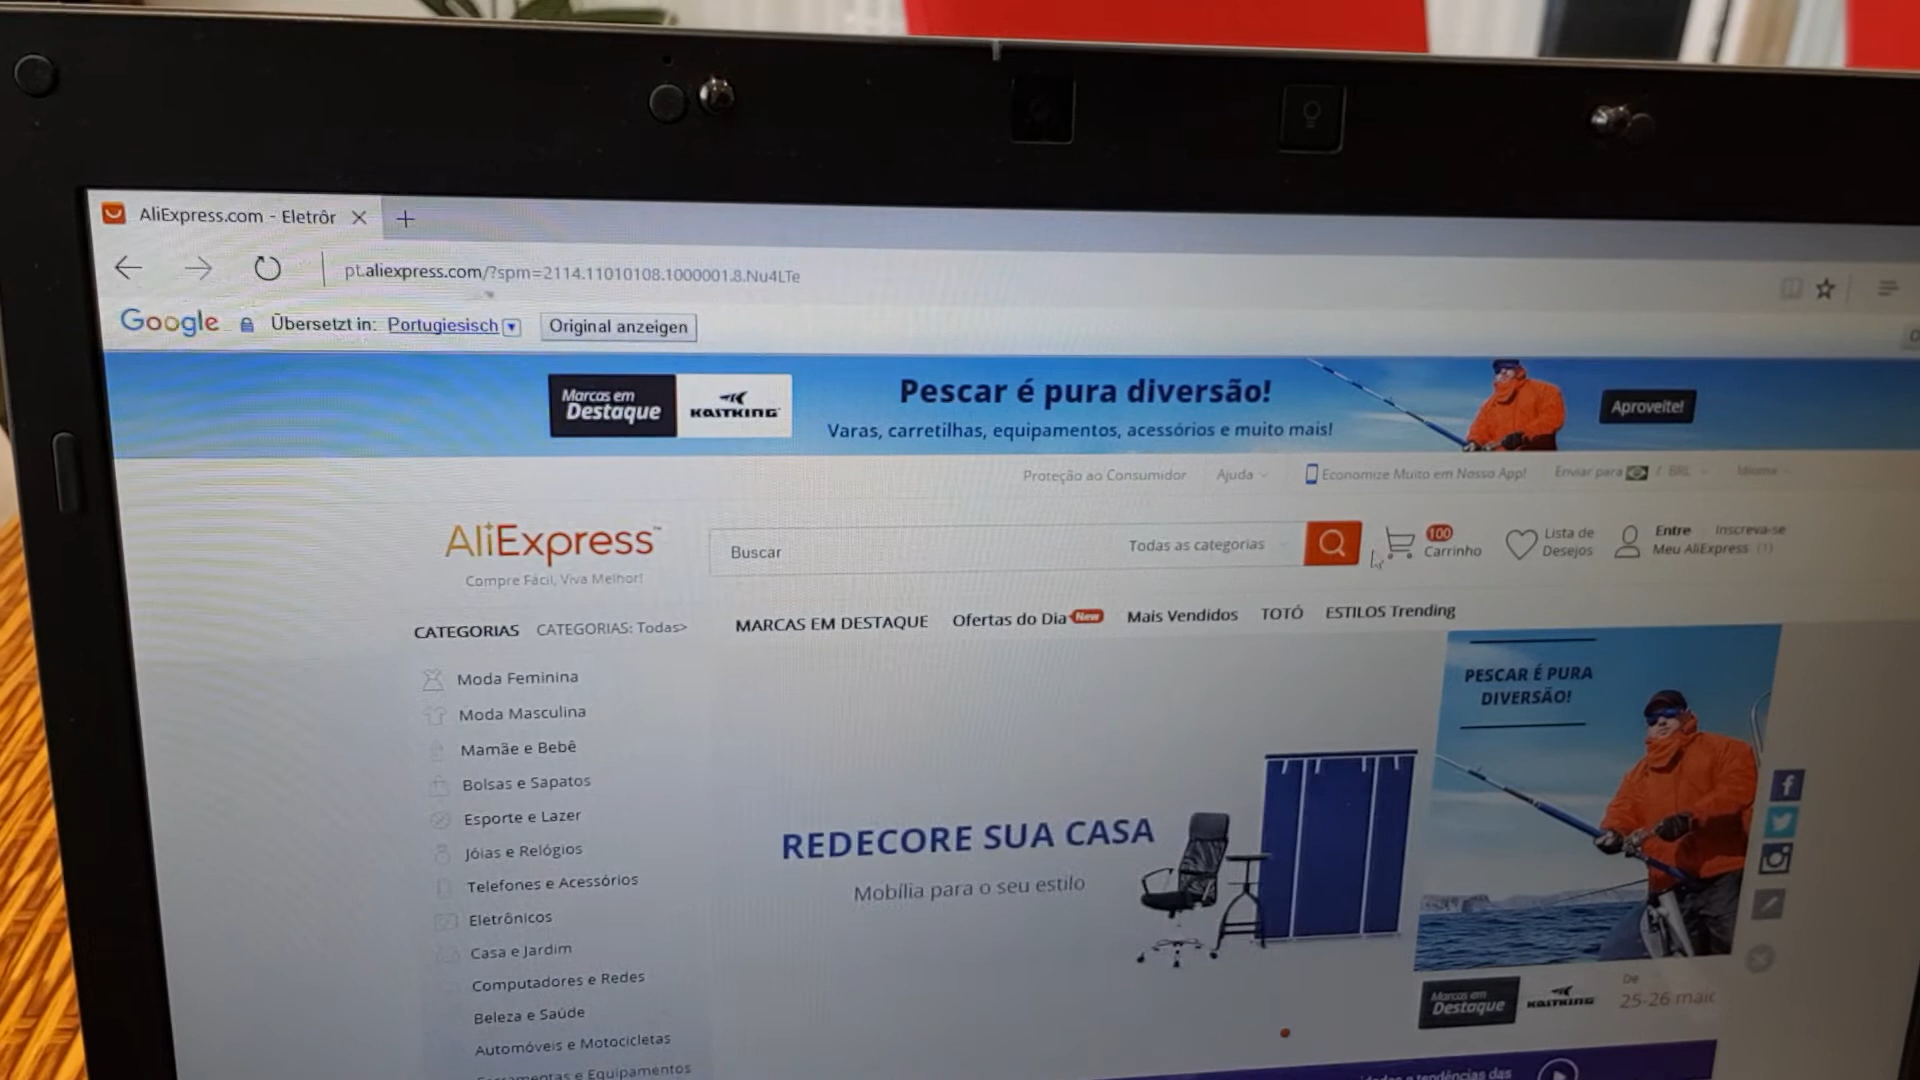 AliExpress.com - Eletrôr
pt.aliexpress.com/?spm=2114.11010108.1000001.8.Nu4LTe
Google Übersetzt in: Portugiesisch Original anzeigen
Marcas em
Destaque
KASTKING
Pescar é pura diversão!
Varas, carretilhas, equipamentos, acessórios e muito mais!
Aproveite!
Proteção ao Consumidor Ajuda Economize Muito em Nosso App! Enviar para / BRL Idioma
AliExpress™
Compre Fácil, Viva Melhor!
Buscar Todas as categorias
100
Carrinho
Lista de
Desejos
Entre Inscreva-se
Meu AliExpress (1)
CATEGORIAS CATEGORIAS: Todas>
MARCAS EM DESTAQUE Ofertas do Dia New Mais Vendidos TOTÓ ESTILOS Trending
Moda Feminina
Moda Masculina
Mamãe e Bebê
Bolsas e Sapatos
Esporte e Lazer
Jóias e Relógios
Telefones e Acessórios
Eletrônicos
Casa e Jardim
Computadores e Redes
Beleza e Saúde
Automóveis e Motocicletas
Ferramentas e Equipamentos
REDECORE SUA CASA
Mobília para o seu estilo
PESCAR É PURA
DIVERSÃO!
Marcas em
Destaque
KASTKING
De
25-26 maio
tendências das